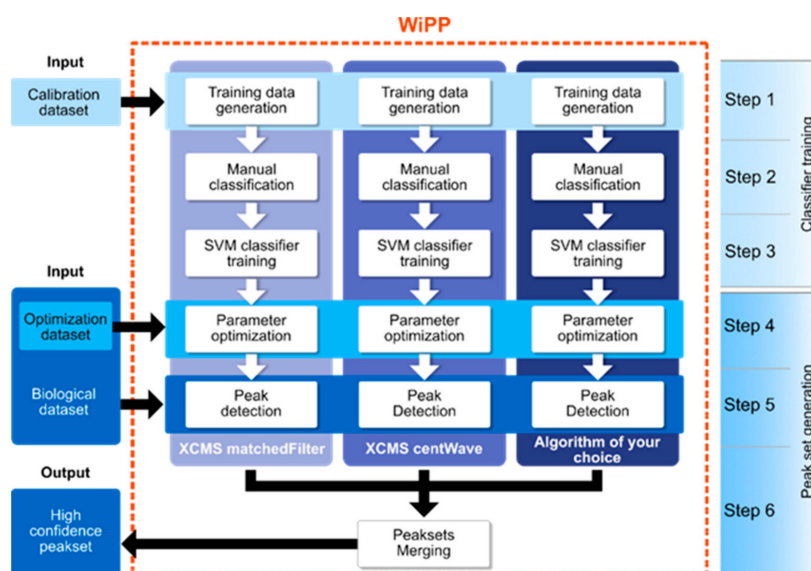 WiPP
Input
Calibration
dataset
Training data
generation
Training data
generation
Training data
generation
Step 1
Manual
classification
Manual
classification
Manual
classification
Step 2
SVM classifier
training
SVM classifier
training
SVM classifier
training
Step 3
Classifier training
Input
Optimization
dataset
Parameter
optimization
Parameter
optimization
Parameter
optimization
Step 4
Biological
dataset
Peak
detection
Peak
Detection
Peak
Detection
Step 5
XCMS matchedFilter
XCMS centWave
Algorithm of your
choice
Peak set generation
Output
High
confidence
peakset
Peaksets
Merging
Step 6